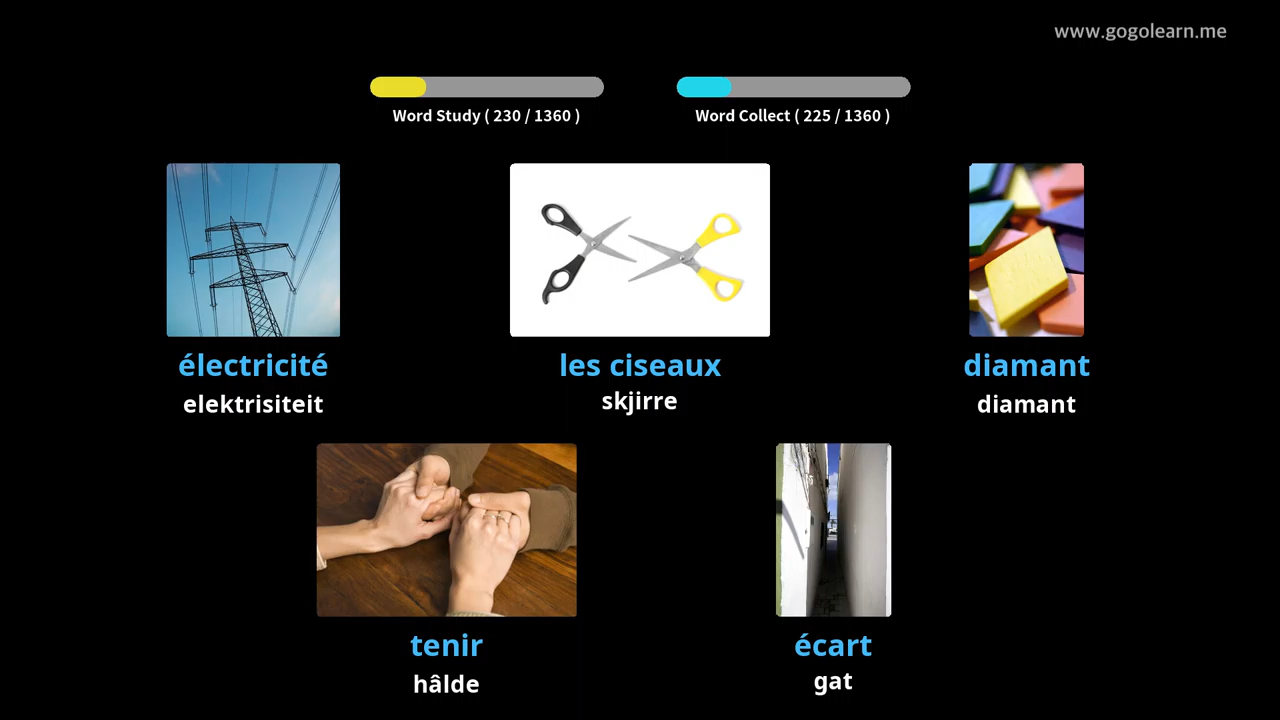 www.gogolearn.me
Word Study ( 230 / 1360 )
Word Collect ( 225 / 1360 )
électricité
elektrisiteit
les ciseaux
skjirre
diamant
diamant
tenir
hâlde
écart
gat